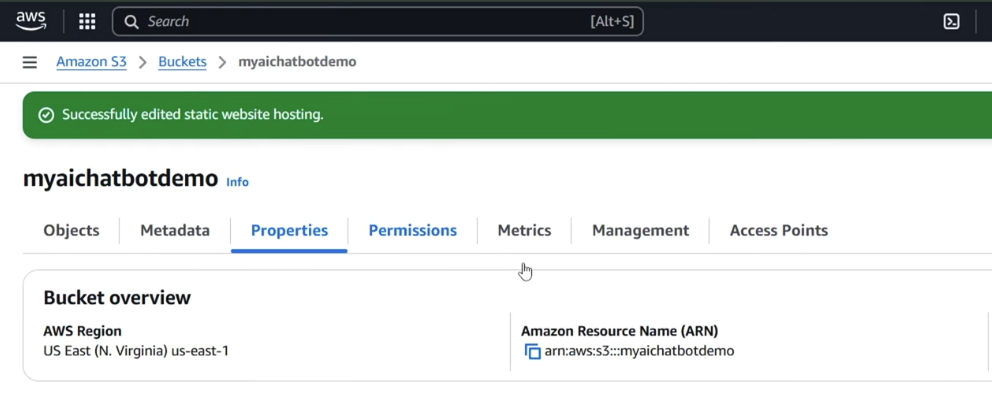 aws Search [Alt+S]
Amazon S3 > Buckets > myaichatbotdemo
Successfully edited static website hosting.
myaichatbotdemo Info
Objects Metadata Properties Permissions Metrics Management Access Points
Bucket overview
AWS Region
US East (N. Virginia) us-east-1
Amazon Resource Name (ARN)
arn:aws:s3:::myaichatbotdemo